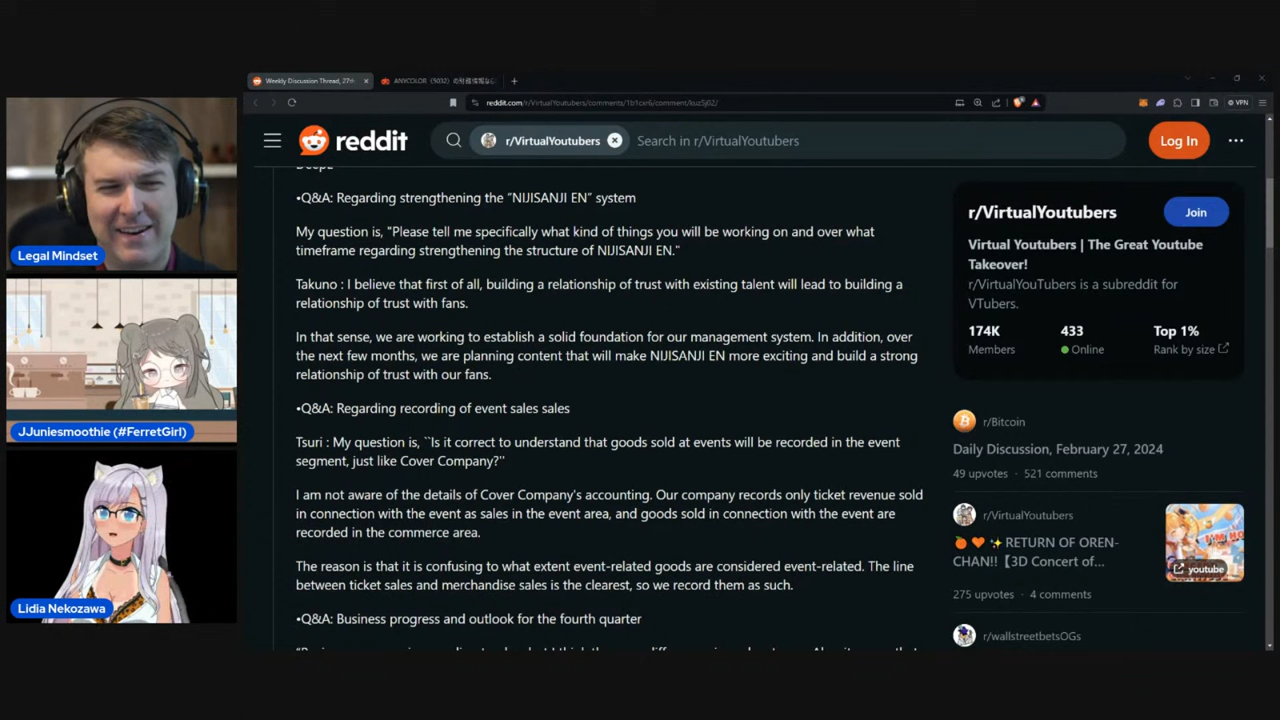 Weekly Discussion Thread, 27th
reddit.com/r/VirtualYoutubers/comments/1b1cxr6/comment/kuz5j02/
VPN
reddit
r/VirtualYoutubers
Search in r/VirtualYoutubers
Log In
•Q&A: Regarding strengthening the “NIJISANJI EN” system
My question is, "Please tell me specifically what kind of things you will be working on and over what
timeframe regarding strengthening the structure of NIJISANJI EN."
Takuno : I believe that first of all, building a relationship of trust with existing talent will lead to building a
relationship of trust with fans.
In that sense, we are working to establish a solid foundation for our management system. In addition, over
the next few months, we are planning content that will make NIJISANJI EN more exciting and build a strong
relationship of trust with our fans.
•Q&A: Regarding recording of event sales sales
Tsuri : My question is, ``Is it correct to understand that goods sold at events will be recorded in the event
segment, just like Cover Company?''
I am not aware of the details of Cover Company's accounting. Our company records only ticket revenue sold
in connection with the event as sales in the event area, and goods sold in connection with the event are
recorded in the commerce area.
The reason is that it is confusing to what extent event-related goods are considered event-related. The line
between ticket sales and merchandise sales is the clearest, so we record them as such.
•Q&A: Business progress and outlook for the fourth quarter
r/VirtualYoutubers
Join
Virtual Youtubers | The Great Youtube
Takeover!
r/VirtualYoutubers is a subreddit for
VTubers.
174K
433
Top 1%
Members
Online
Rank by size
r/Bitcoin
Daily Discussion, February 27, 2024
49 upvotes · 521 comments
r/VirtualYoutubers
🍊 🧡 ✨ RETURN OF OREN-
CHAN!!【3D Concert of...
youtube
275 upvotes · 4 comments
r/wallstreetbetsOGs
Legal Mindset
JJuniesmoothie (#FerretGirl)
Lidia Nekozawa